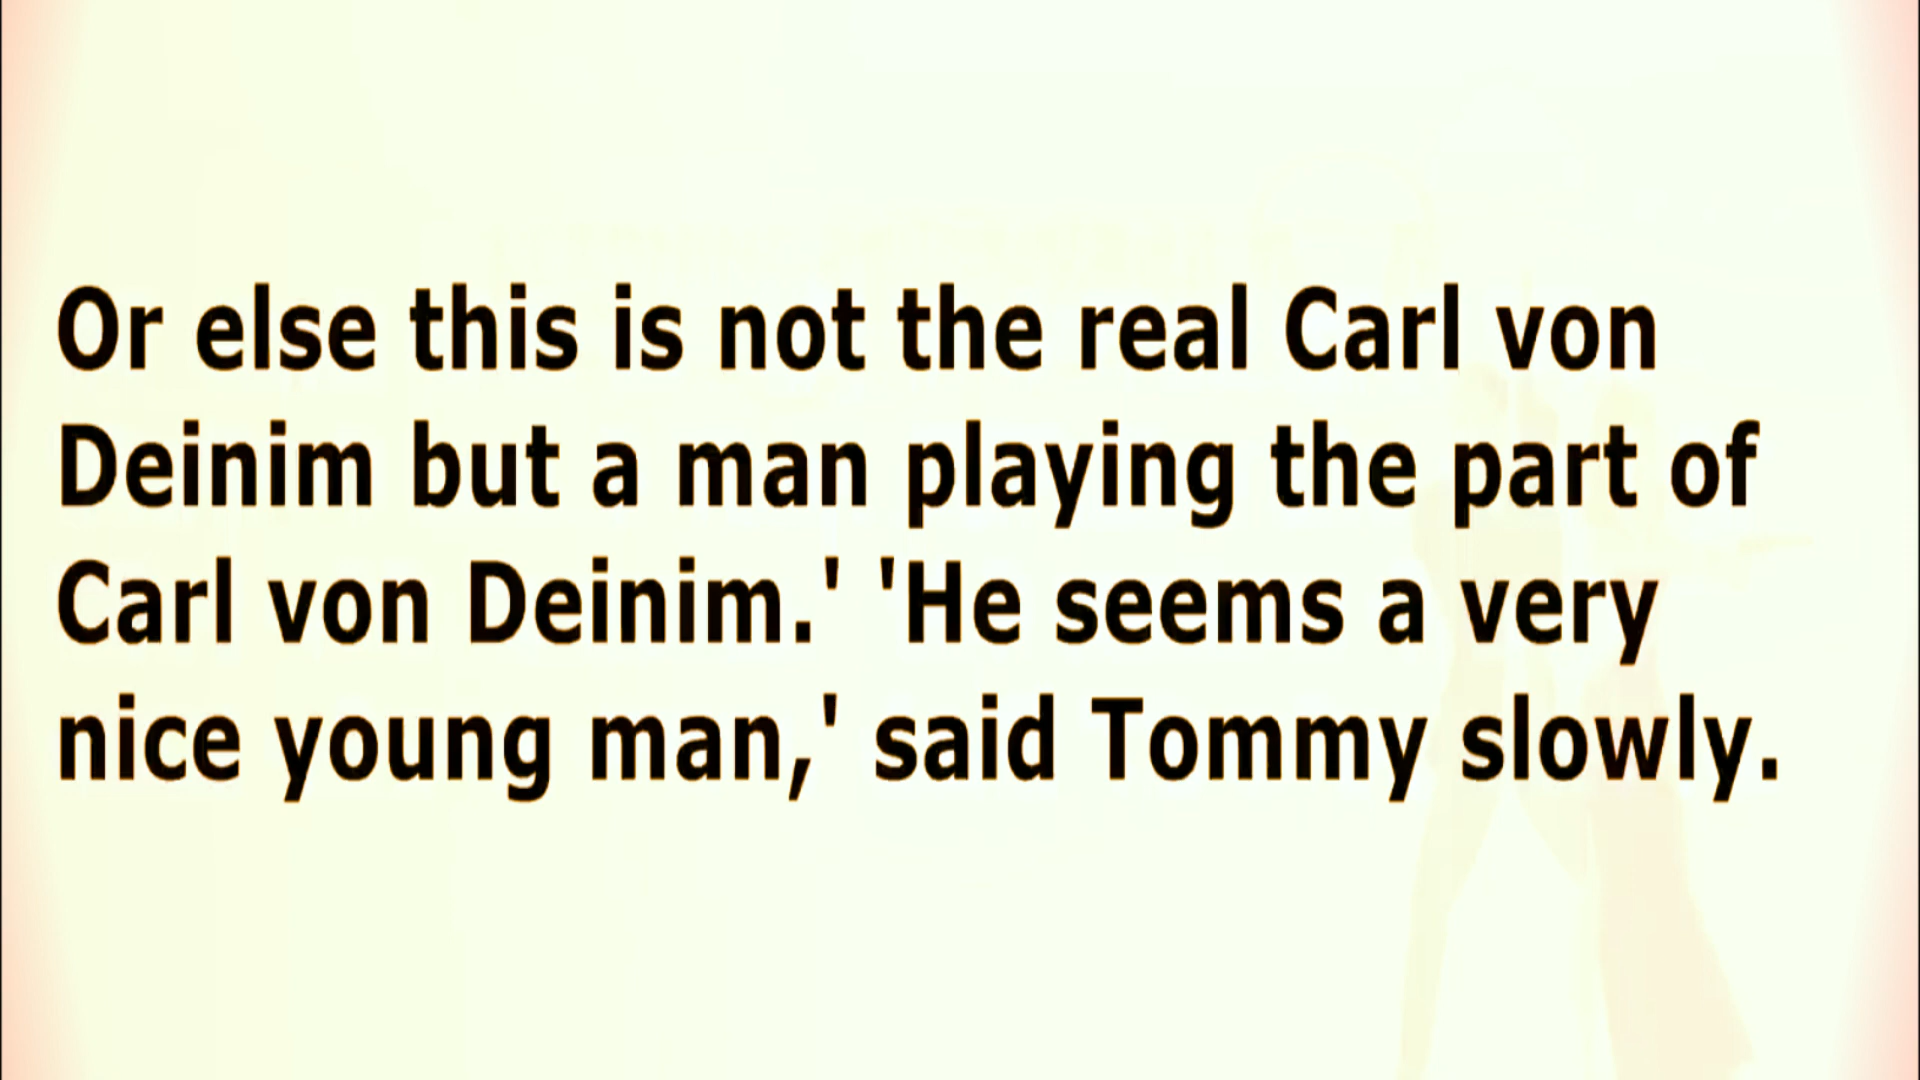 Or else this is not the real Carl von
Deinim but a man playing the part of
Carl von Deinim.' 'He seems a very
nice young man,' said Tommy slowly.